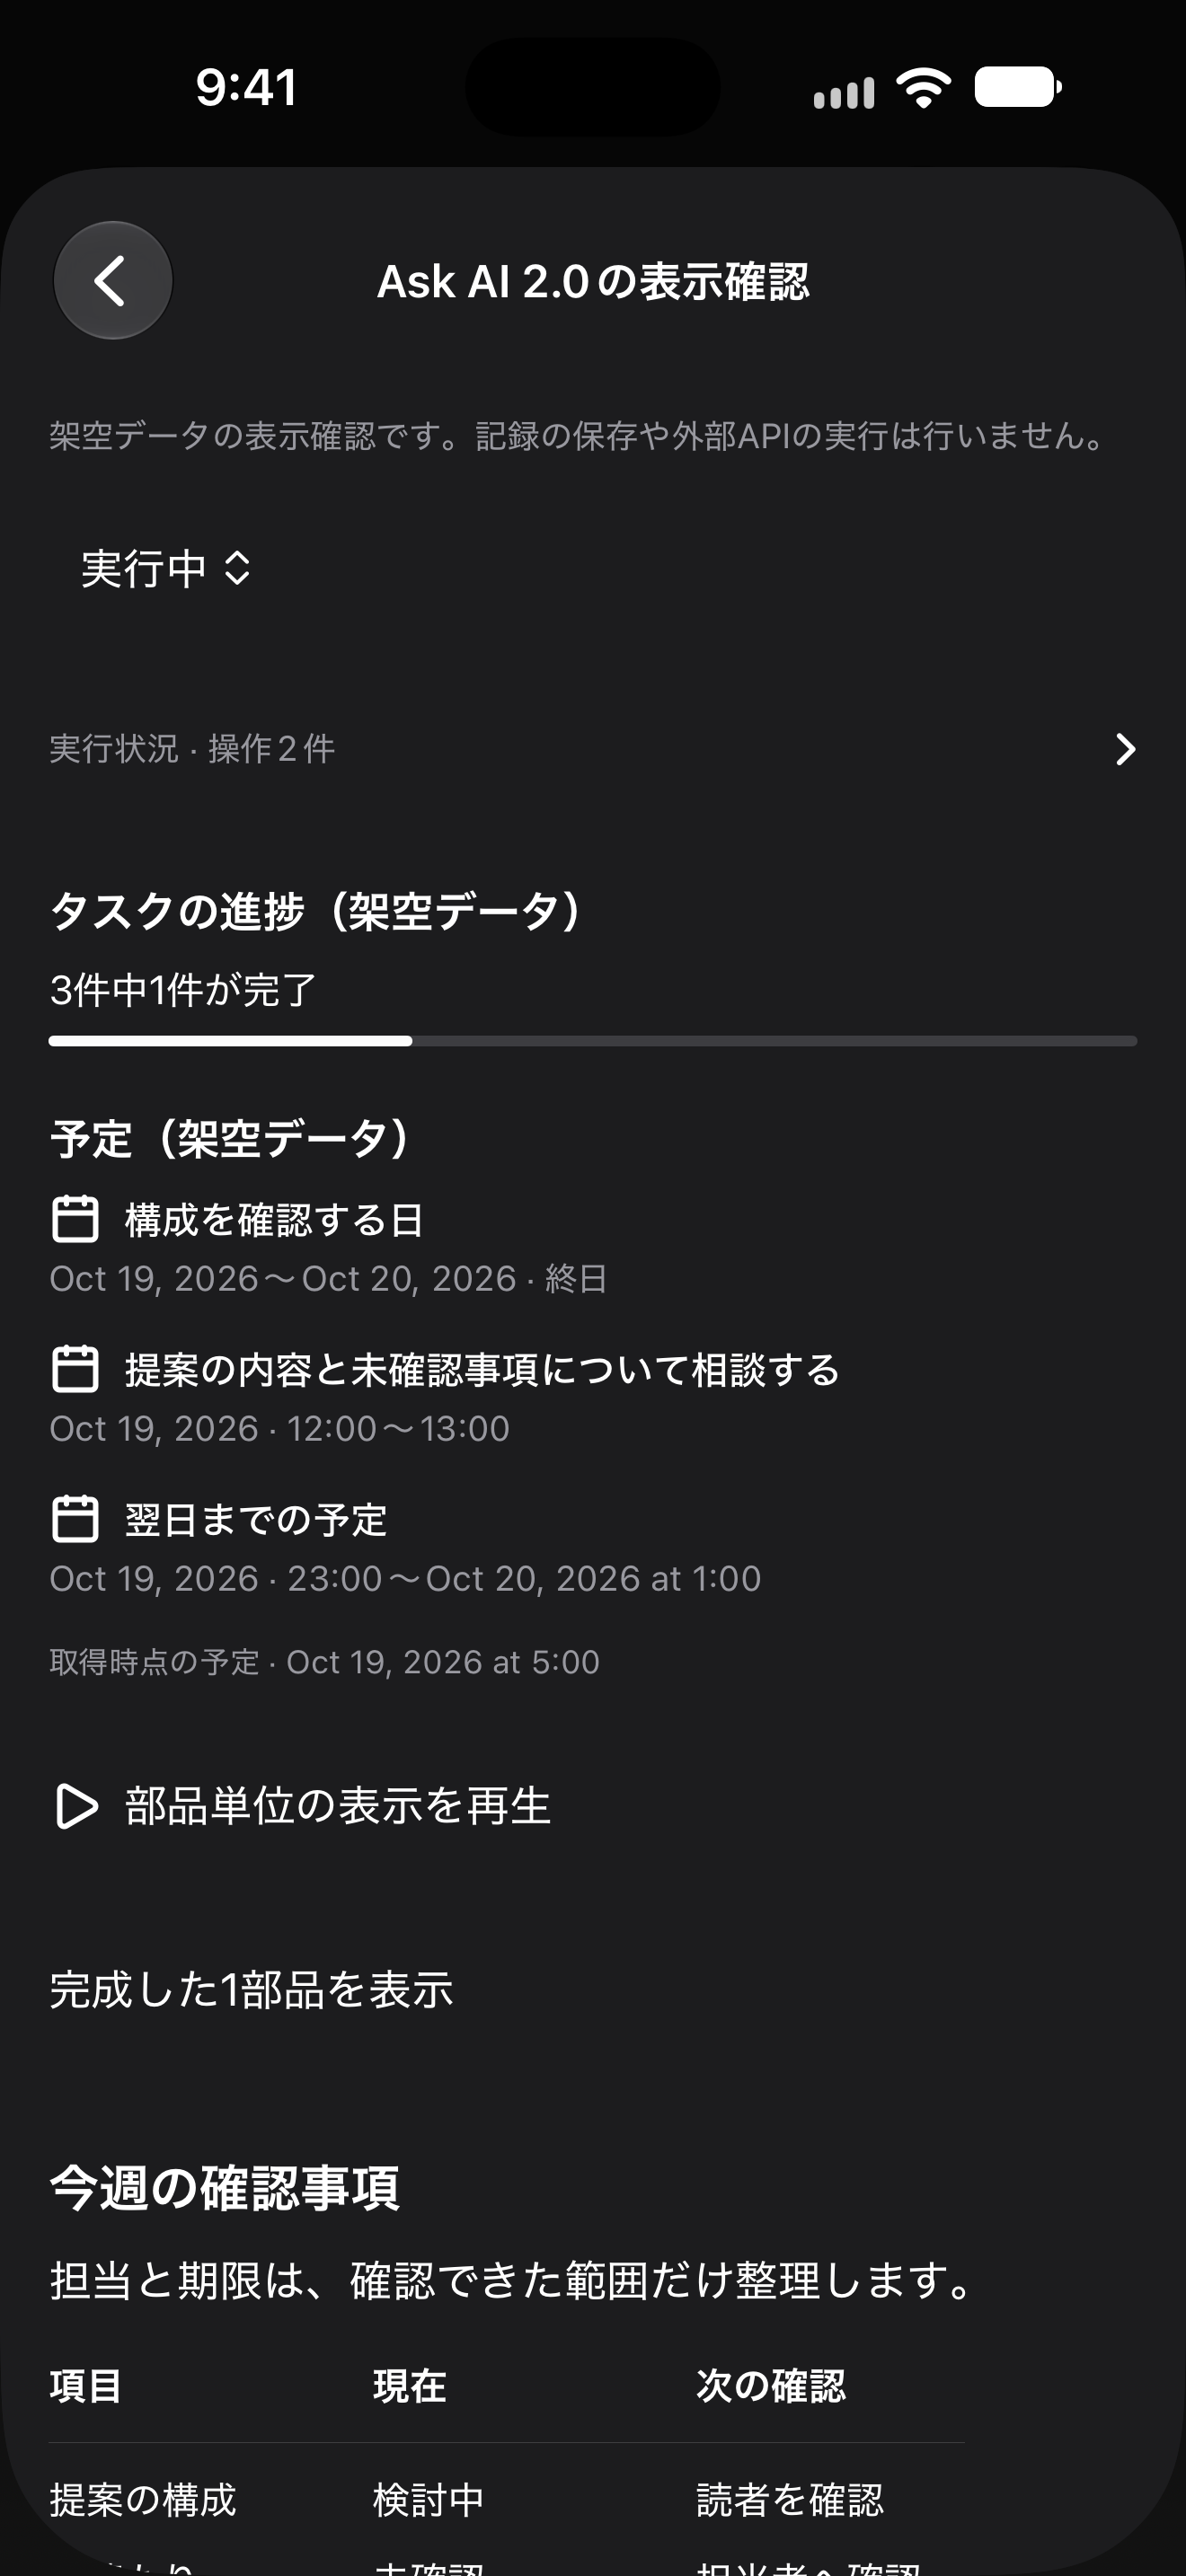 9:41
Ask AI 2.0の表示確認
架空データの表示確認です。記録の保存や外部APIの実行は行いません。
実行中
実行状況 · 操作2件
タスクの進捗（架空データ）
3件中1件が完了
予定（架空データ）
構成を確認する日
Oct 19, 2026～Oct 20, 2026 · 終日
提案の内容と未確認事項について相談する
Oct 19, 2026 · 12:00～13:00
翌日までの予定
Oct 19, 2026 · 23:00～Oct 20, 2026 at 1:00
取得時点の予定 · Oct 19, 2026 at 5:00
部品単位の表示を再生
完成した1部品を表示
今週の確認事項
担当と期限は、確認できた範囲だけ整理します。
項目 現在 次の確認
提案の構成 検討中 読者を確認
未確認 担当者へ確認